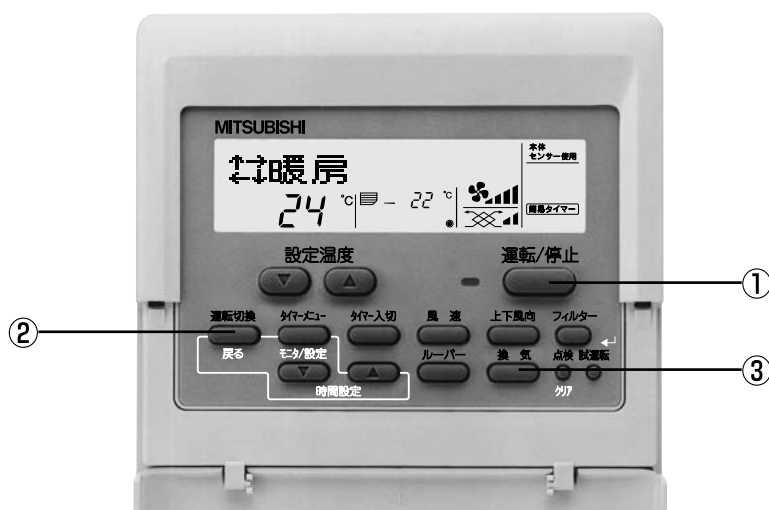 MITSUBISHI
暖房
24 ℃ − 22 ℃
本体
センサー使用
簡易タイマー
設定温度
運転/停止
①
運転切換 タイマーメニュー タイマー入切 風 速 上下風向 フィルター
②
戻る モニタ/設定 ルーバー 換 気 点検 試運転
③
時間設定
クリア